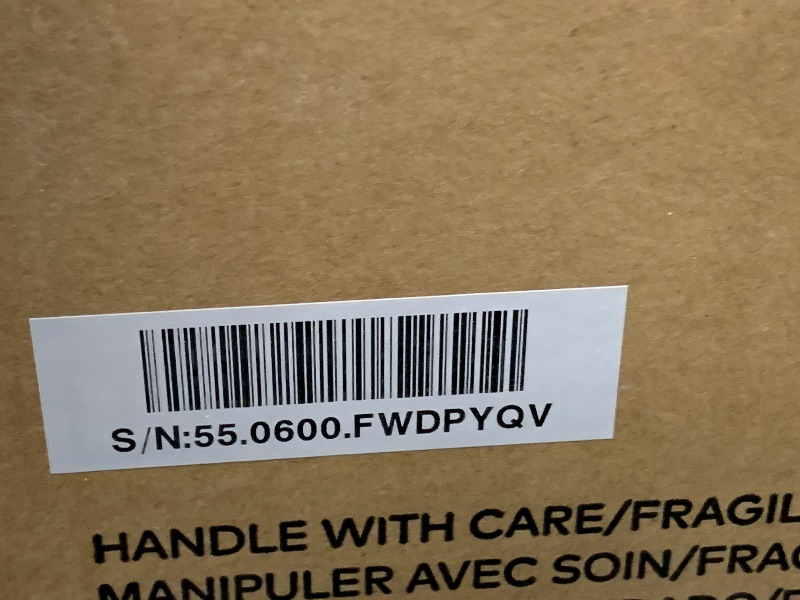 S/N:55.0600.FWDPYQV
HANDLE WITH CARE/FRAGIL
MANIPULER AVEC SOIN/FRAG